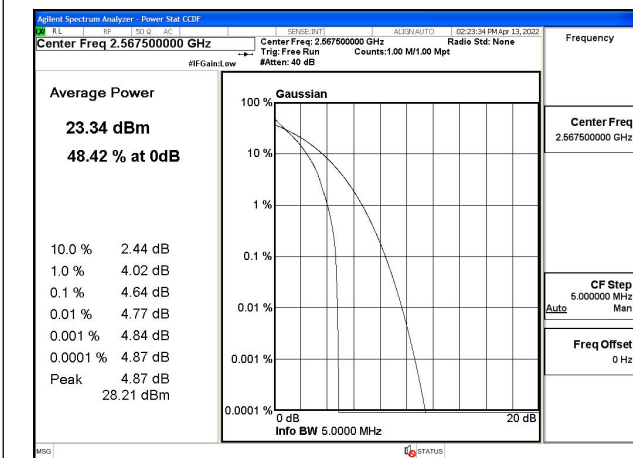 Agilent Spectrum Analyzer - Power Stat CCDF
RL RF 50 Ω AC SENSE:INT ALIGN AUTO 02:23:34 PM Apr 13, 2022
Center Freq 2.567500000 GHz
Center Freq: 2.567500000 GHz Radio Std: None
Trig: Free Run Counts:1.00 M/1.00 Mpt
#IFGain:Low #Atten: 40 dB
Frequency
Center Freq
2.567500000 GHz
CF Step
5.000000 MHz
Auto Man
Freq Offset
0 Hz
Average Power
23.34 dBm
48.42 % at 0dB
10.0 % 2.44 dB
1.0 % 4.02 dB
0.1 % 4.64 dB
0.01 % 4.77 dB
0.001 % 4.84 dB
0.0001 % 4.87 dB
Peak 4.87 dB
28.21 dBm
Gaussian
100 %
10 %
1 %
0.1 %
0.01 %
0.001 %
0.0001 %
0 dB 20 dB
Info BW 5.0000 MHz
MSG STATUS